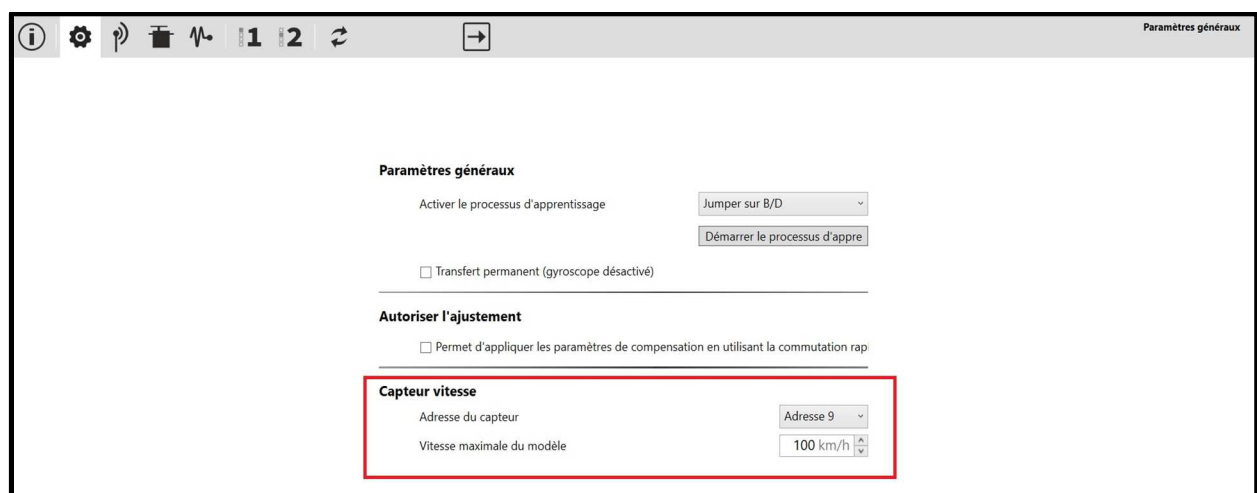 1 2 Paramètres généraux
Paramètres généraux
Activer le processus d'apprentissage Jumper sur B/D
Démarrer le processus d'appre
Transfert permanent (gyroscope désactivé)
Autoriser l'ajustement
Permet d'appliquer les paramètres de compensation en utilisant la commutation rap
Capteur vitesse
Adresse du capteur Adresse 9
Vitesse maximale du modèle 100 km/h